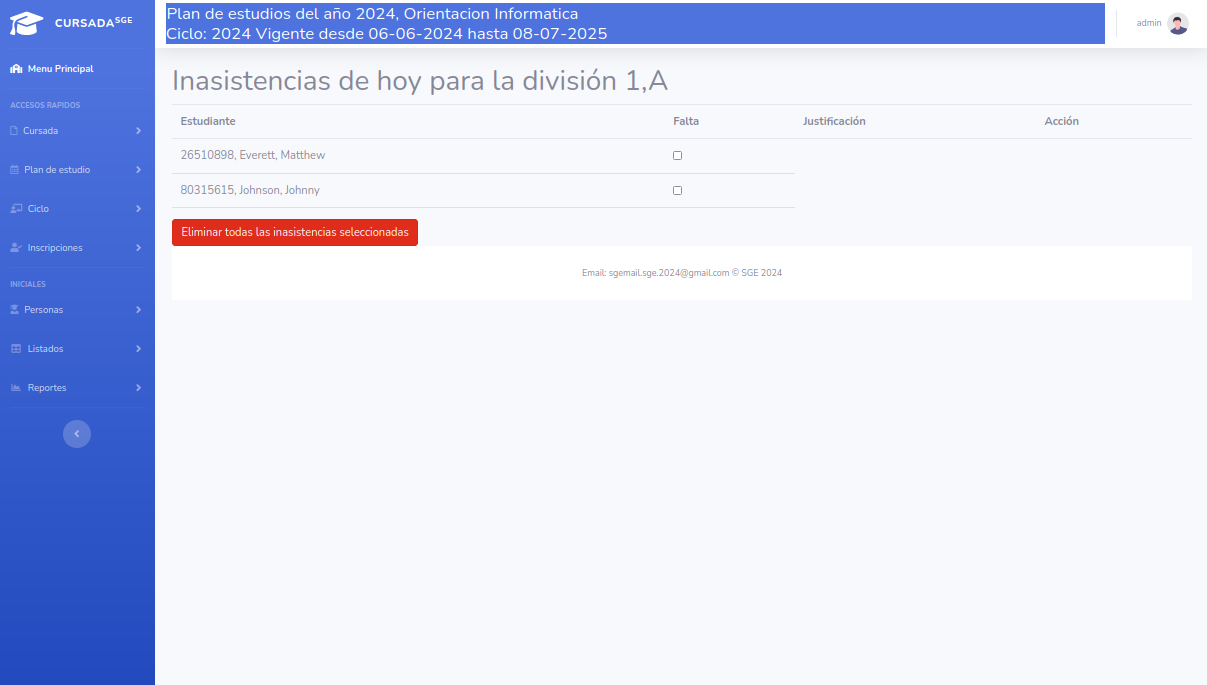 CURSADA SGE
Plan de estudios del año 2024, Orientacion Informatica
Ciclo: 2024 Vigente desde 06-06-2024 hasta 08-07-2025
admin
Menu Principal
ACCESOS RAPIDOS
Cursada
Plan de estudio
Ciclo
Inscripciones
INICIALES
Personas
Listados
Reportes
Inasistencias de hoy para la división 1,A
Estudiante Falta Justificación Acción
26510898, Everett, Matthew
80315615, Johnson, Johnny
Eliminar todas las inasistencias seleccionadas
Email: sgemail.sge.2024@gmail.com © SGE 2024